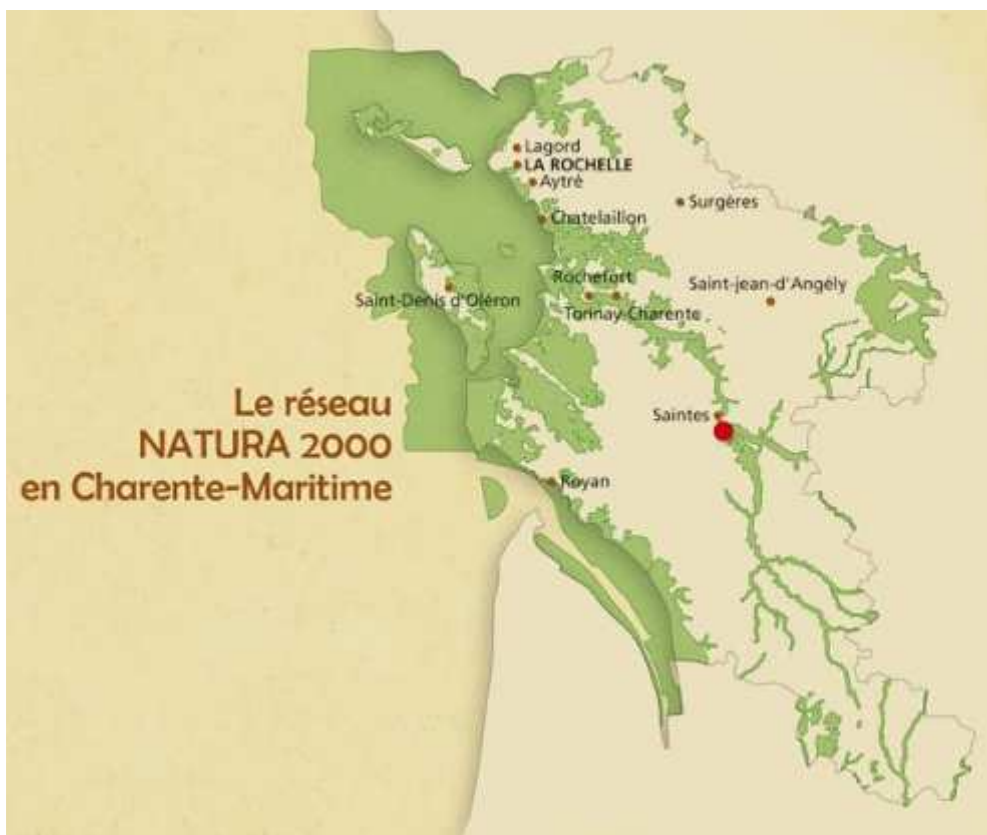 Lagord
LA ROCHELLE
Aytré
Surgères
Chatelaillon
Rochefort
Saint-jean-d'Angély
Saint-Denis d'Oléron
Tonnay-Charente
Le réseau
NATURA 2000
en Charente-Maritime
Saintes
Royan